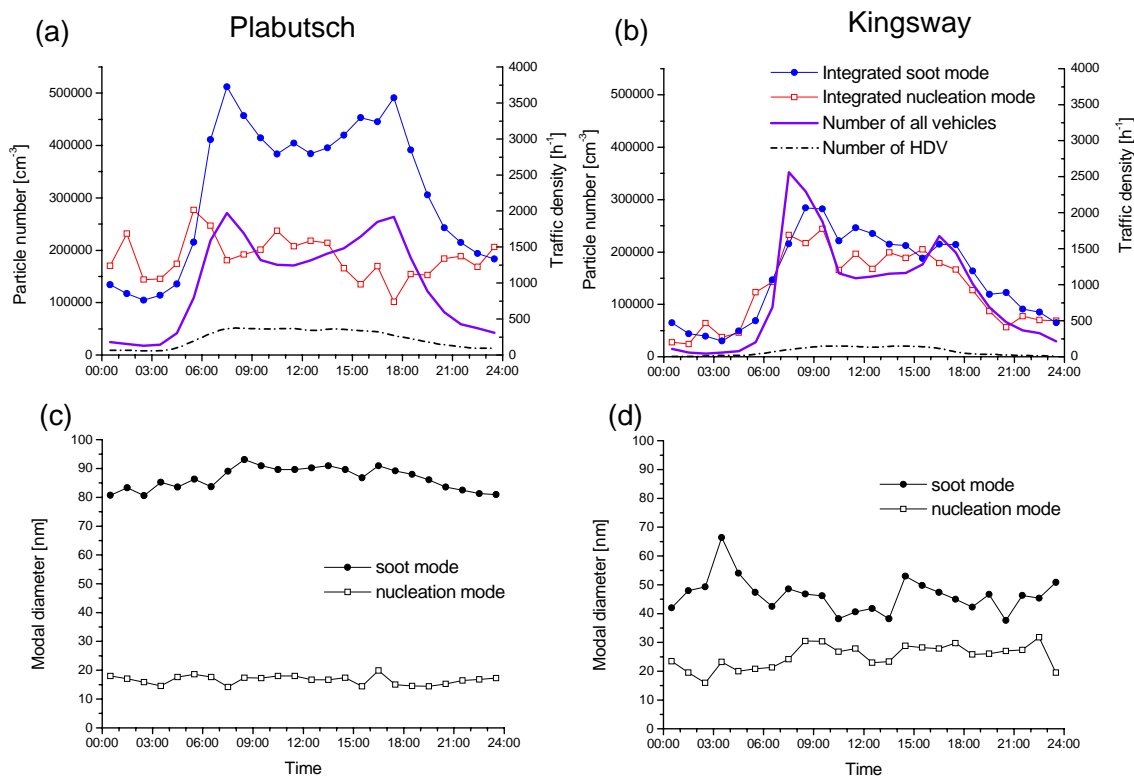 (a)
Plabutsch
Particle number [cm-3]
500000
400000
300000
200000
100000
0
4000
3500
3000
2500
2000
1500
1000
500
0
Traffic density [h-1]
00:00 03:00 06:00 09:00 12:00 15:00 18:00 21:00 24:00
(b)
Kingsway
Integrated soot mode
Integrated nucleation mode
Number of all vehicles
Number of HDV
Particle number [cm-3]
500000
400000
300000
200000
100000
0
4000
3500
3000
2500
2000
1500
1000
500
0
Traffic density [h-1]
00:00 03:00 06:00 09:00 12:00 15:00 18:00 21:00 24:00
(c)
Modal diameter [nm]
100
90
80
70
60
50
40
30
20
10
0
soot mode
nucleation mode
00:00 03:00 06:00 09:00 12:00 15:00 18:00 21:00 24:00
Time
(d)
Modal diameter [nm]
100
90
80
70
60
50
40
30
20
10
0
soot mode
nucleation mode
00:00 03:00 06:00 09:00 12:00 15:00 18:00 21:00 24:00
Time